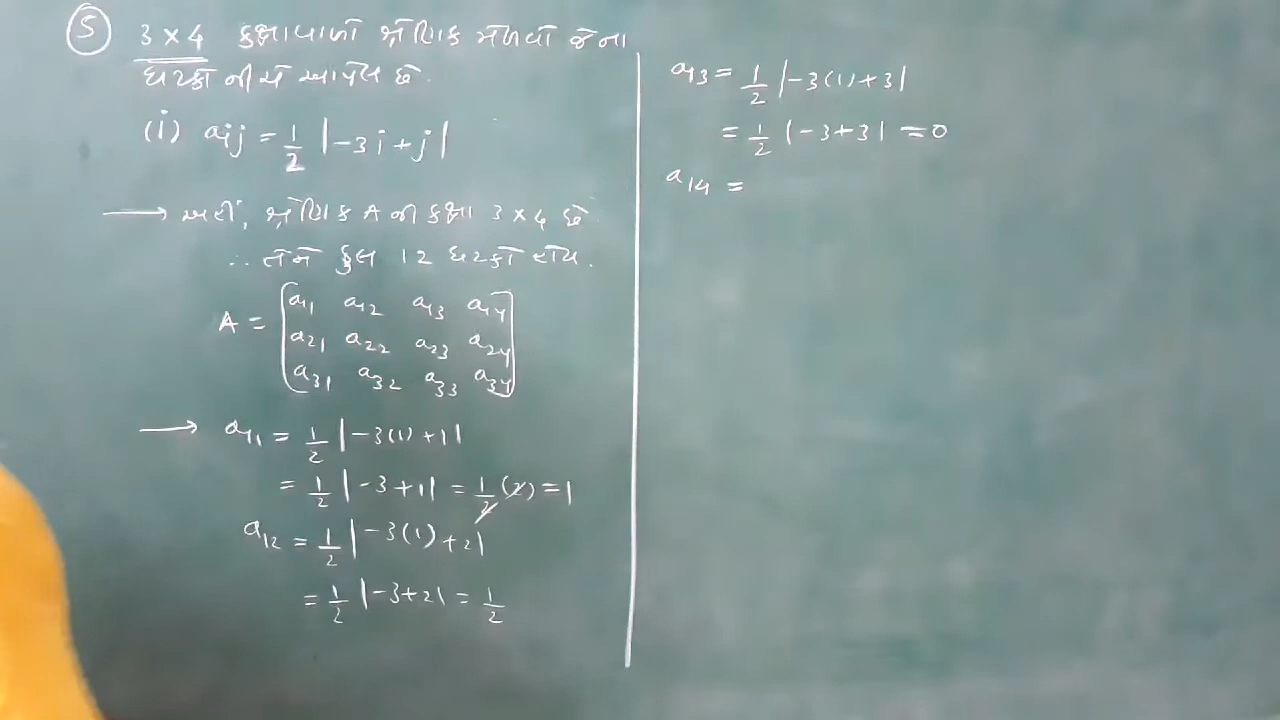 5 3 × 4 કક્ષાવાળો શ્રેણિક મેળવો જેના
ઘટકો નીચે આપેલ છે.
(i) aij = 1/2 |-3i + j|
→ અહીં, શ્રેણિક A ની કક્ષા 3 × 4 છે.
∴ તેને કુલ 12 ઘટકો હોય.
A = [a11 a12 a13 a14
a21 a22 a23 a24
a31 a32 a33 a34]
→ a11 = 1/2 |-3(1) + 1|
= 1/2 |-3 + 1| = 1/2 (2) = 1
a12 = 1/2 |-3(1) + 2|
= 1/2 |-3+2| = 1/2
a13 = 1/2 |-3(1) + 3|
= 1/2 |-3+3| = 0
a14 =